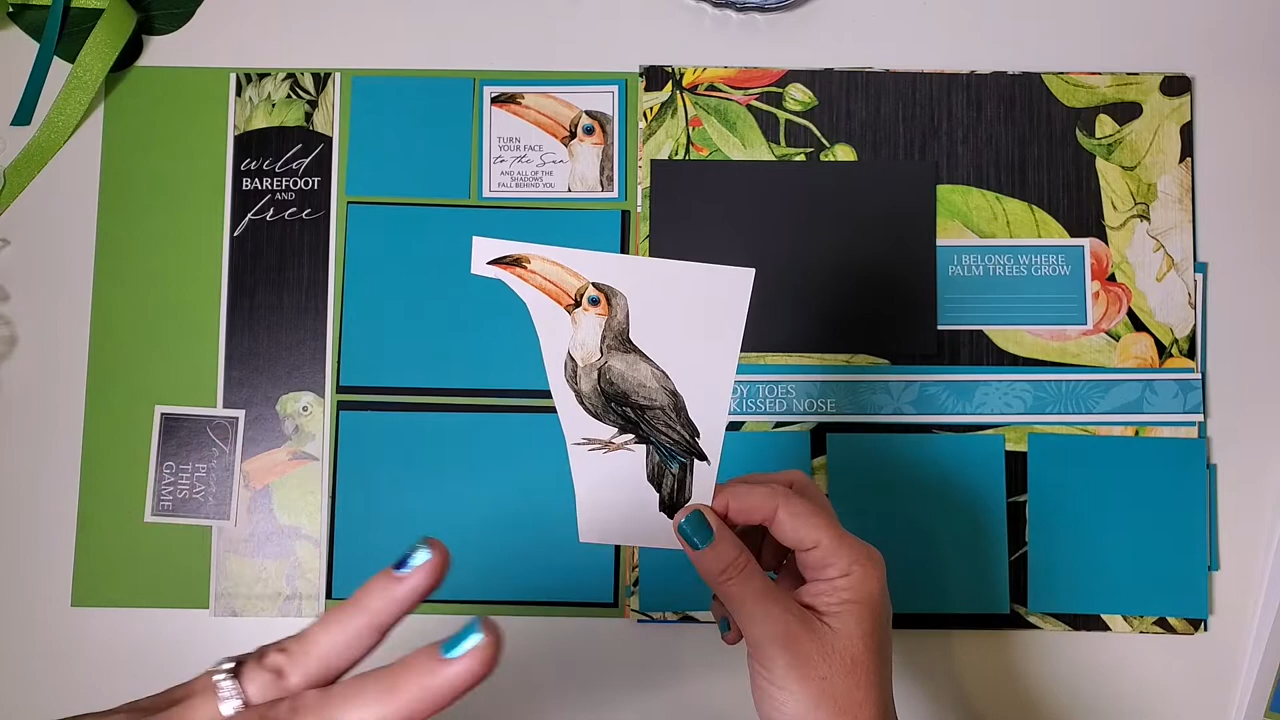 wild
BAREFOOT
AND
free
TURN
YOUR FACE
to the Sun
AND ALL OF THE
SHADOWS
FALL BEHIND YOU
I BELONG WHERE
PALM TREES GROW
TOES
KISSED NOSE
PLAY
THIS
GAME